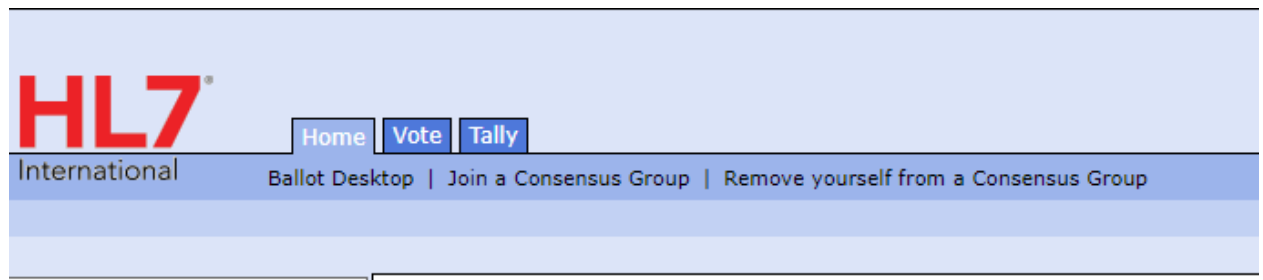 HL7®
International
Home Vote Tally
Ballot Desktop | Join a Consensus Group | Remove yourself from a Consensus Group